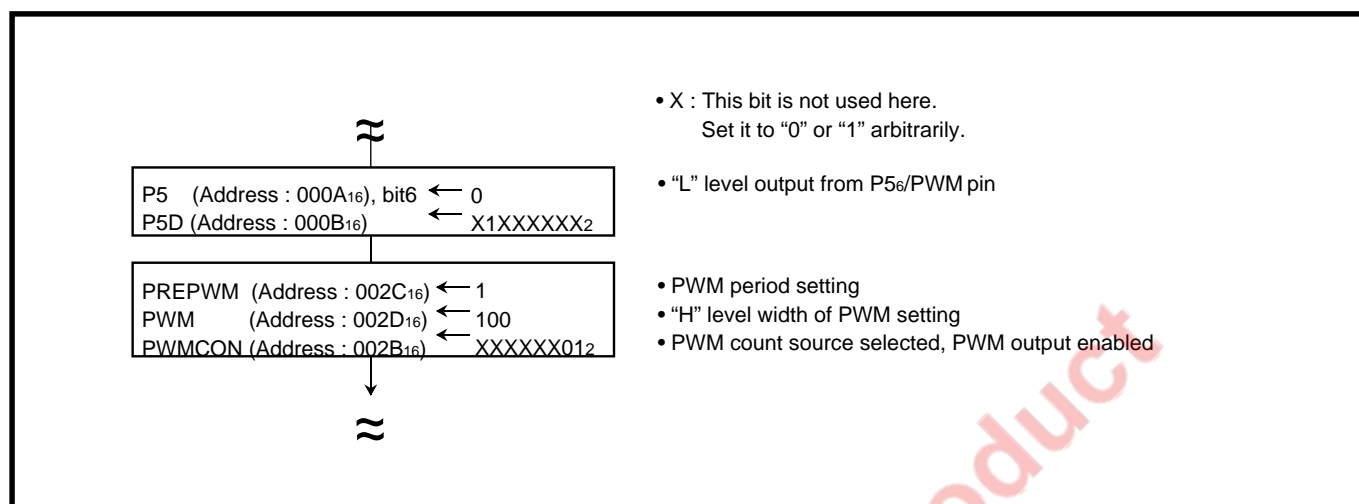 • X : This bit is not used here.
Set it to “0” or “1” arbitrarily.
≈
P5 (Address : 000A16), bit6 ← 0
P5D (Address : 000B16) ← X1XXXXXX2
• “L” level output from P56/PWM pin
PREPWM (Address : 002C16) ← 1
PWM (Address : 002D16) ← 100
PWMCON (Address : 002B16) ← XXXXXX012
• PWM period setting
• “H” level width of PWM setting
• PWM count source selected, PWM output enabled
≈
oduct